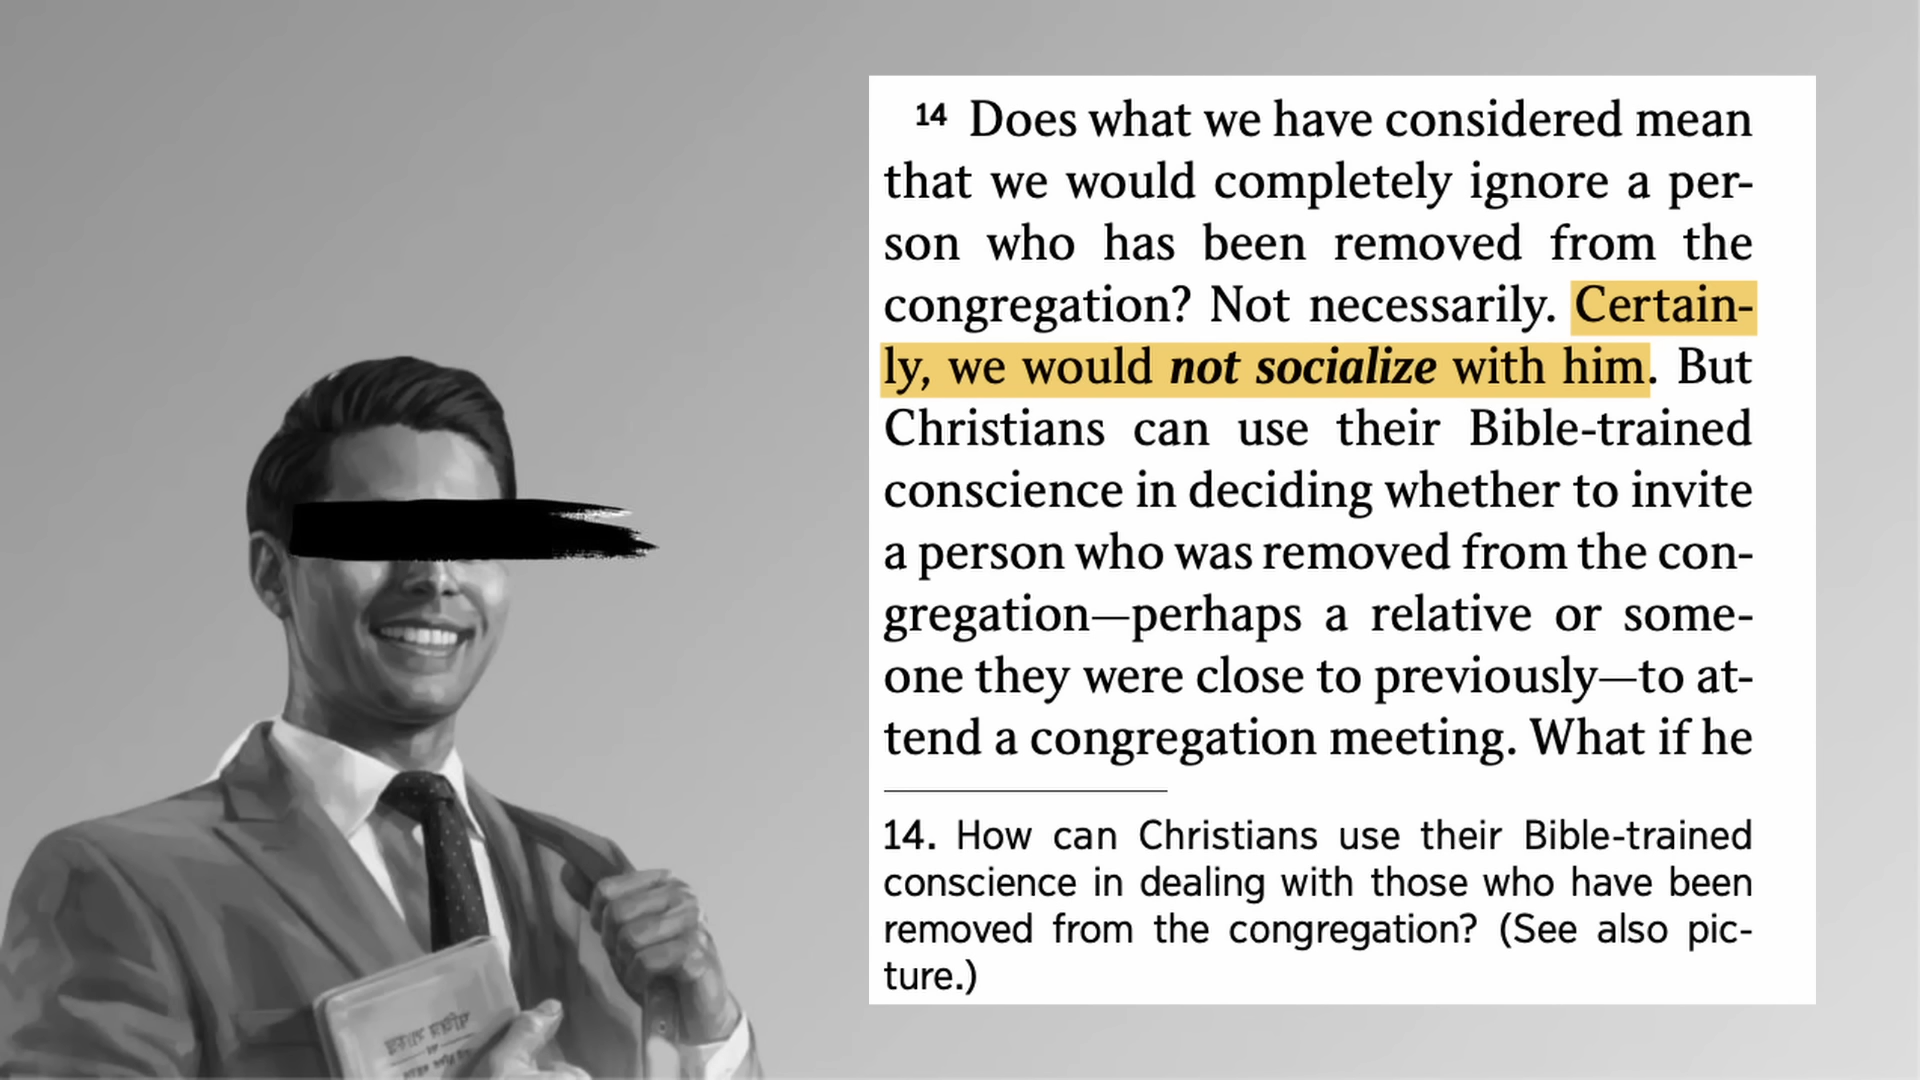 14 Does what we have considered mean
that we would completely ignore a per-
son who has been removed from the
congregation? Not necessarily. Certain-
ly, we would not socialize with him. But
Christians can use their Bible-trained
conscience in deciding whether to invite
a person who was removed from the con-
gregation—perhaps a relative or some-
one they were close to previously—to at-
tend a congregation meeting. What if he
14. How can Christians use their Bible-trained
conscience in dealing with those who have been
removed from the congregation? (See also pic-
ture.)